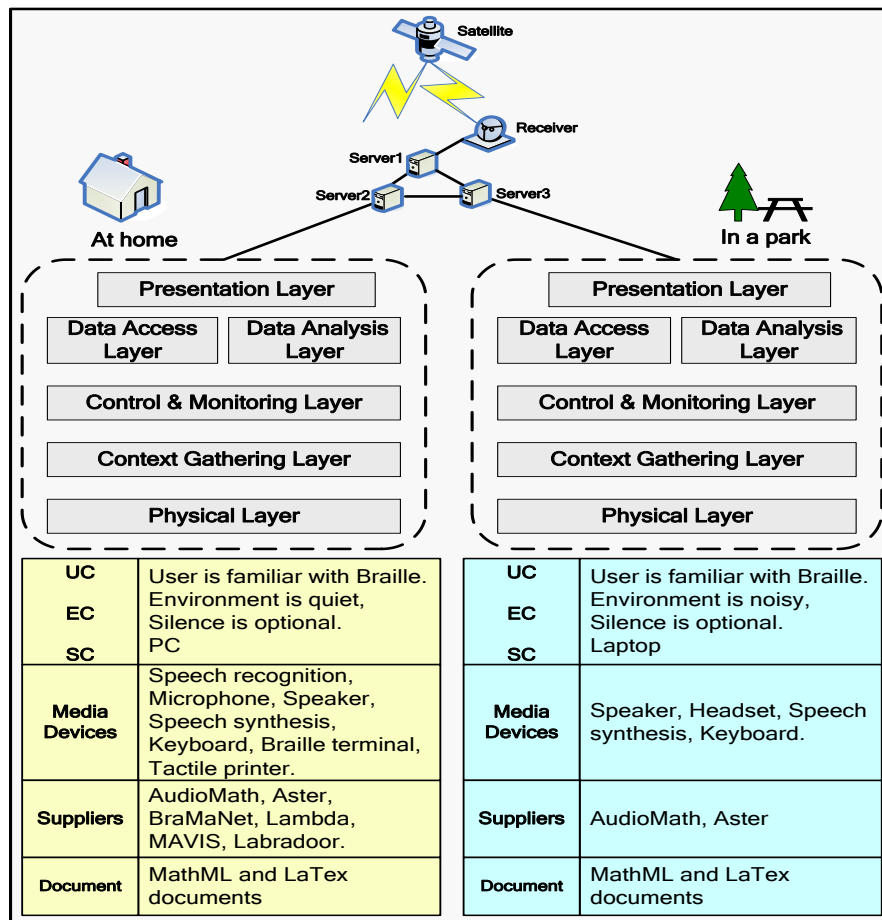 Satellite
Receiver
Server1
Server2
Server3
At home
In a park
Presentation Layer
Data Access
Layer
Data Analysis
Layer
Control & Monitoring Layer
Context Gathering Layer
Physical Layer
Presentation Layer
Data Access
Layer
Data Analysis
Layer
Control & Monitoring Layer
Context Gathering Layer
Physical Layer
UC
EC
SC
User is familiar with Braille.
Environment is quiet,
Silence is optional.
PC
Media
Devices
Speech recognition,
Microphone, Speaker,
Speech synthesis,
Keyboard, Braille terminal,
Tactile printer.
Suppliers
AudioMath, Aster,
BraMaNet, Lambda,
MAVIS, Labradoor.
Document
MathML and LaTex
documents
UC
EC
SC
User is familiar with Braille.
Environment is noisy,
Silence is optional.
Laptop
Media
Devices
Speaker, Headset, Speech
synthesis, Keyboard.
Suppliers
AudioMath, Aster
Document
MathML and LaTex
documents